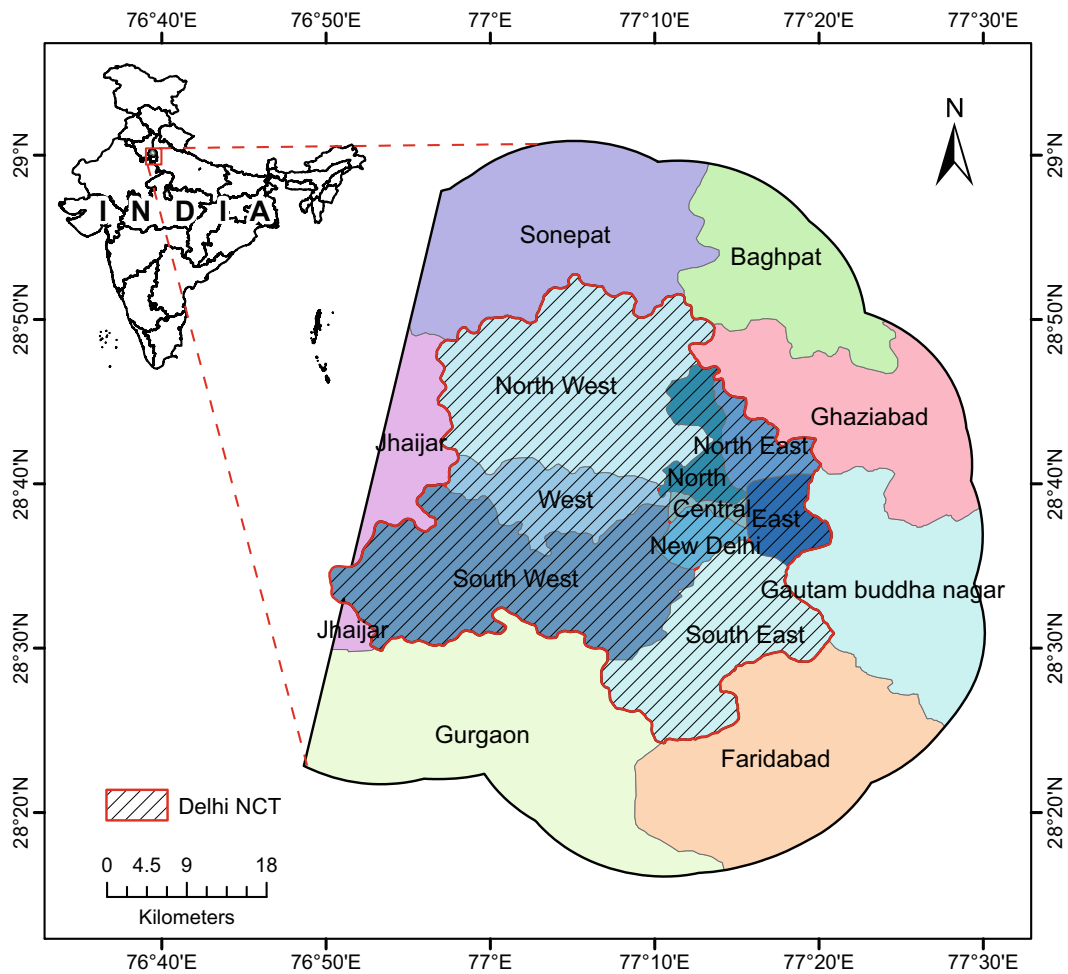 76°40'E 76°50'E 77°E 77°10'E 77°20'E 77°30'E
N
29°N 29°N
INDIA
Sonepat
Baghpat
28°50'N 28°50'N
North West
Ghaziabad
Jhaijar
North East
28°40'N 28°40'N
North
West
Central
East
New Delhi
South West
Gautam buddha nagar
Jhaijar
South East
28°30'N 28°30'N
Gurgaon
Faridabad
Delhi NCT
28°20'N 28°20'N
0 4.5 9 18
Kilometers
76°40'E 76°50'E 77°E 77°10'E 77°20'E 77°30'E